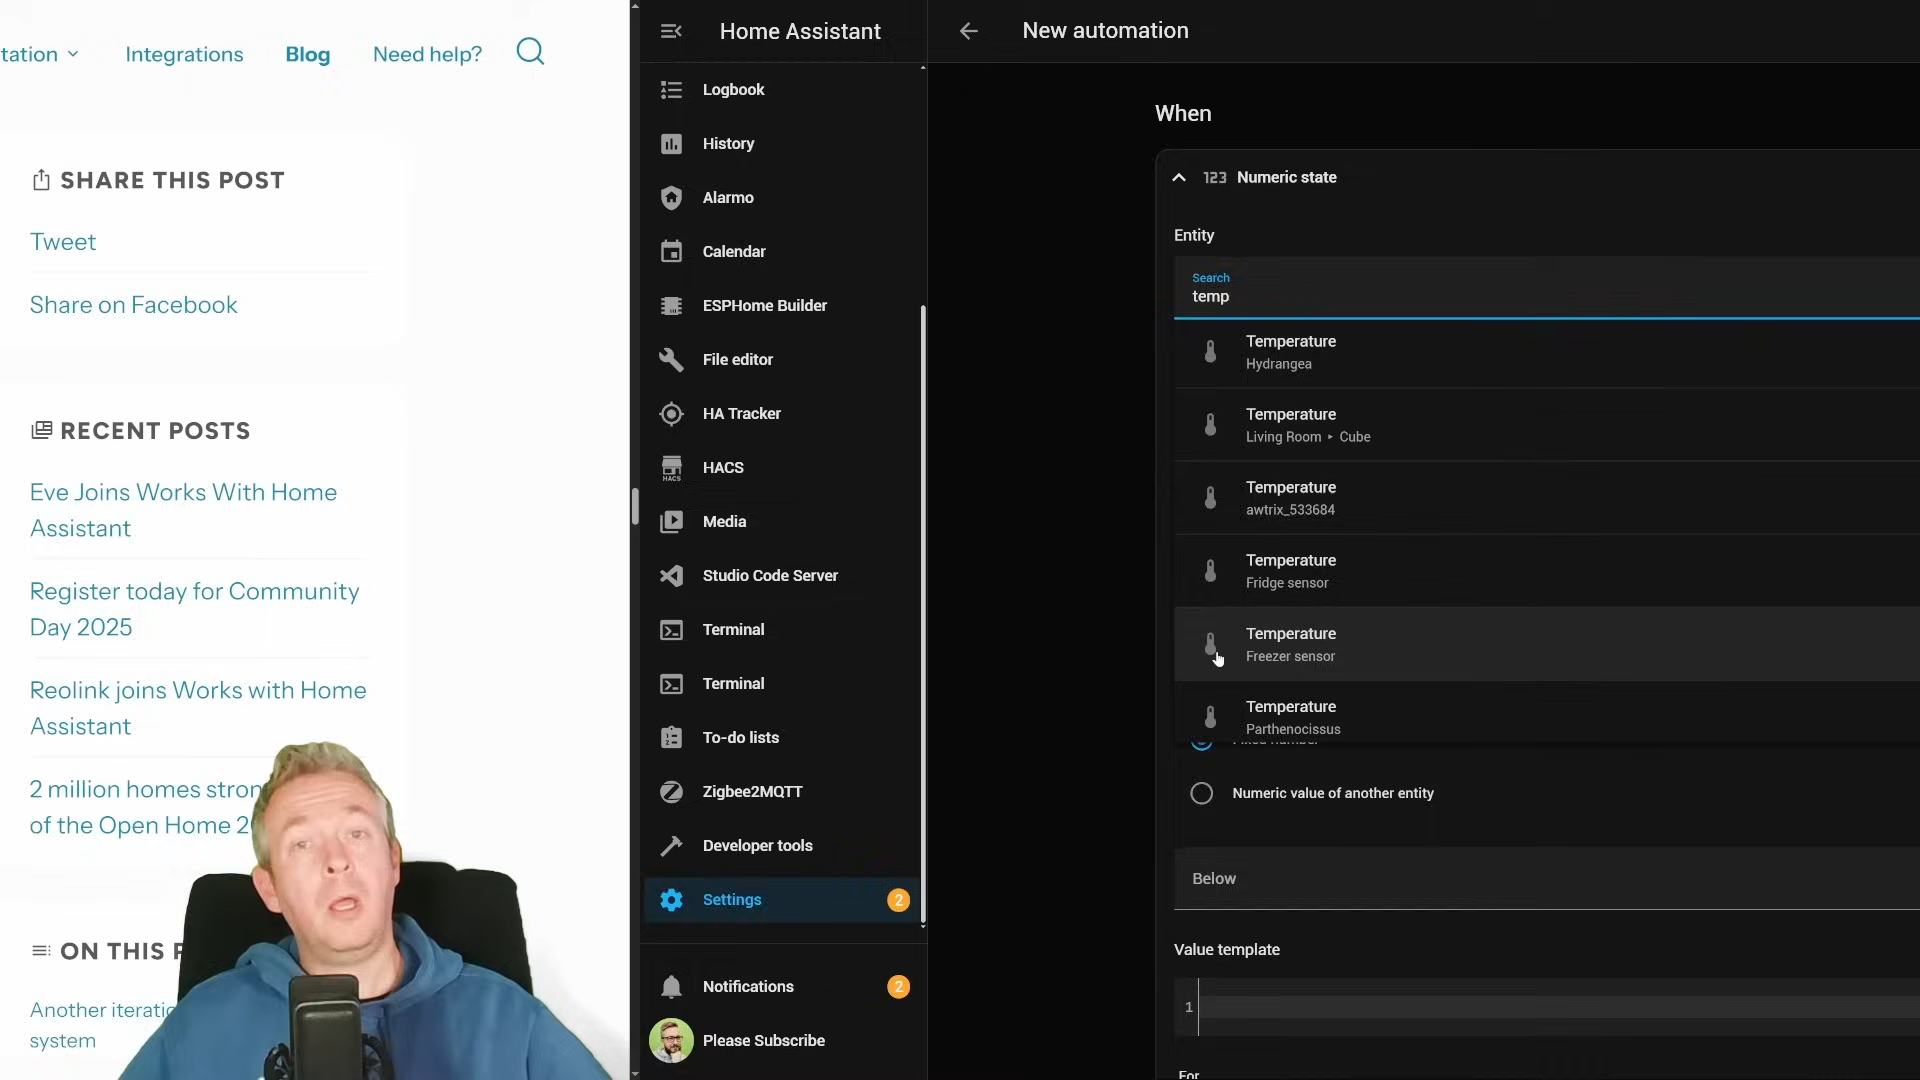 tation
Integrations
Blog
Need help?
SHARE THIS POST
Tweet
Share on Facebook
RECENT POSTS
Eve Joins Works With Home
Assistant
Register today for Community
Day 2025
Reolink joins Works with Home
Assistant
2 million homes stron
of the Open Home 2
ON THIS P
Another iteratio
system
Home Assistant
Logbook
History
Alarmo
Calendar
ESPHome Builder
File editor
HA Tracker
HACS
HACS
Media
Studio Code Server
Terminal
Terminal
To-do lists
Zigbee2MQTT
Developer tools
Settings
2
Notifications
2
Please Subscribe
New automation
When
123 Numeric state
Entity
Search
temp
Temperature
Hydrangea
Temperature
Living Room ▸ Cube
Temperature
awtrix_533684
Temperature
Fridge sensor
Temperature
Freezer sensor
Temperature
Parthenocissus
Fixed number
Numeric value of another entity
Below
Value template
1
For